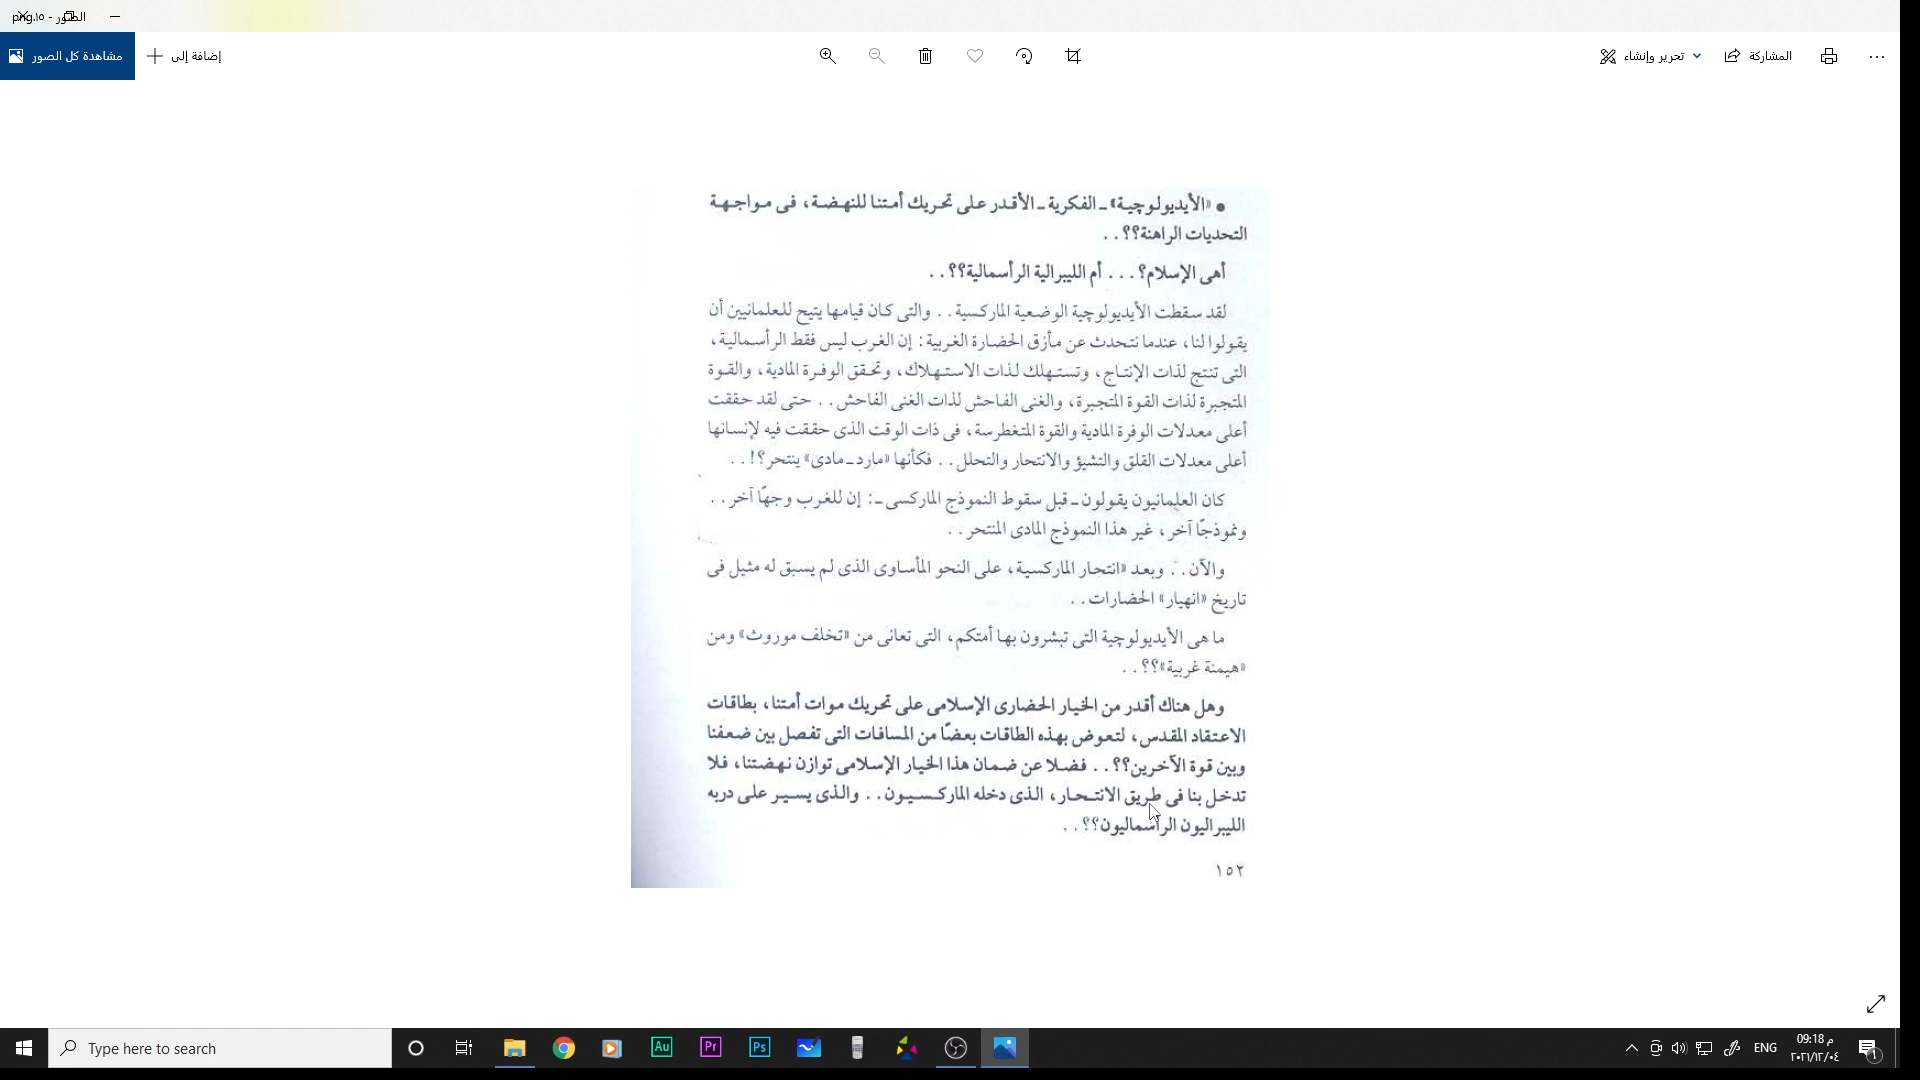 الصور - ١٥.png
مشاهدة كل الصور
إضافة إلى
تحرير وإنشاء
المشاركة
● «الأيديولوچية» ـ الفكرية ـ الأقدر على تحريك أمتنا للنهضة، فى مواجهة
التحديات الراهنة؟؟..
أهى الإسلام؟... أم الليبرالية الرأسمالية؟؟..
لقد سقطت الأيديولوچية الوضعية الماركسية.. والتى كان قيامها يتيح للعلمانيين أن
يقولوا لنا، عندما نتحدث عن مأزق الحضارة الغربية: إن الغرب ليس فقط الرأسمالية،
التى تنتج لذات الإنتاج، وتستهلك لذات الاستهلاك، وتحقق الوفرة المادية، والقوة
المتجبرة لذات القوة المتجبرة، والغنى الفاحش لذات الغنى الفاحش.. حتى لقد حققت
أعلى معدلات الوفرة المادية والقوة المتغطرسة، فى ذات الوقت الذى حققت فيه لإنسانها
أعلى معدلات القلق والتشيؤ والانتحار والتحلل.. فكأنها «مارد ـ مادى» ينتحر؟!..
كان العلمانيون يقولون ـ قبل سقوط النموذج الماركسى ـ: إن للغرب وجهًا آخر..
ونموذجًا آخر، غير هذا النموذج المادى المنتحر..
والآن.. وبعد «انتحار الماركسية، على النحو المأساوى الذى لم يسبق له مثيل فى
تاريخ «انهيار» الحضارات..
ما هى الأيديولوچية التى تبشرون بها أمتكم، التى تعانى من «تخلف موروث» ومن
«هيمنة غربية»؟؟..
وهل هناك أقدر من الخيار الحضارى الإسلامى على تحريك موات أمتنا، بطاقات
الاعتقاد المقدس، لتعوض بهذه الطاقات بعضًا من المسافات التى تفصل بين ضعفنا
وبين قوة الآخرين؟؟.. فضلا عن ضمان هذا الخيار الإسلامى توازن نهضتنا، فلا
تدخل بنا فى طريق الانتحار، الذى دخله الماركسيون.. والذى يسير على دربه
الليبراليون الرأسماليون؟؟..
١٥٢
Type here to search
Au
Pr
Ps
ENG
09:18 م
٢٠٢١/١٢/٠٤
١